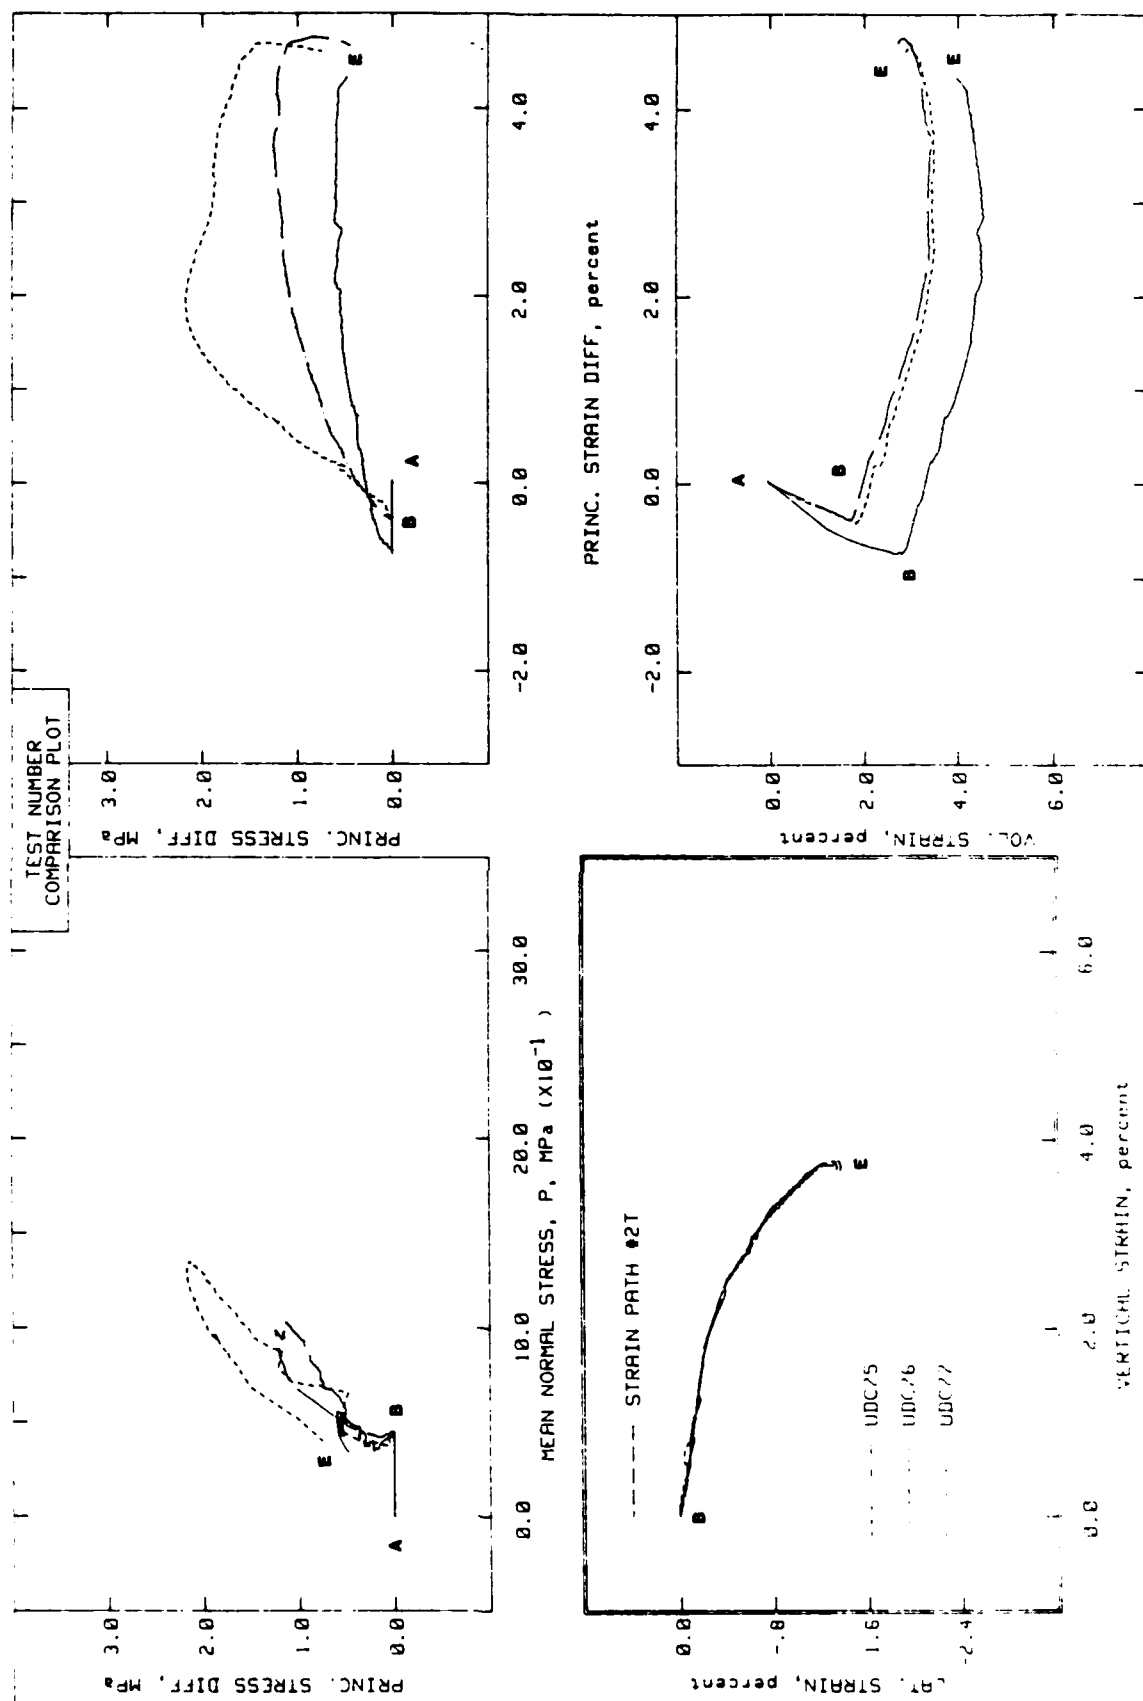 TEST NUMBER
COMPARISON PLOT
PRINC. STRESS DIFF, MPa
3.0
2.0
1.0
0.0
A
B
E
0.0
10.0
20.0
30.0
MEAN NORMAL STRESS, P, MPa (X10⁻¹ )
PRINC. STRESS DIFF, MPa
3.0
2.0
1.0
0.0
A
B
E
-2.0
0.0
2.0
4.0
PRINC. STRAIN DIFF, percent
LAT. STRAIN, percent
0.0
-.8
1.6
-2.4
STRAIN PATH #2T
B
E
UDC25
UDC26
UDC27
0.0
2.0
4.0
6.0
VERTICAL STRAIN, percent
VOL. STRAIN, percent
0.0
2.0
4.0
6.0
-2.0
0.0
2.0
4.0
A
B
B
E
E